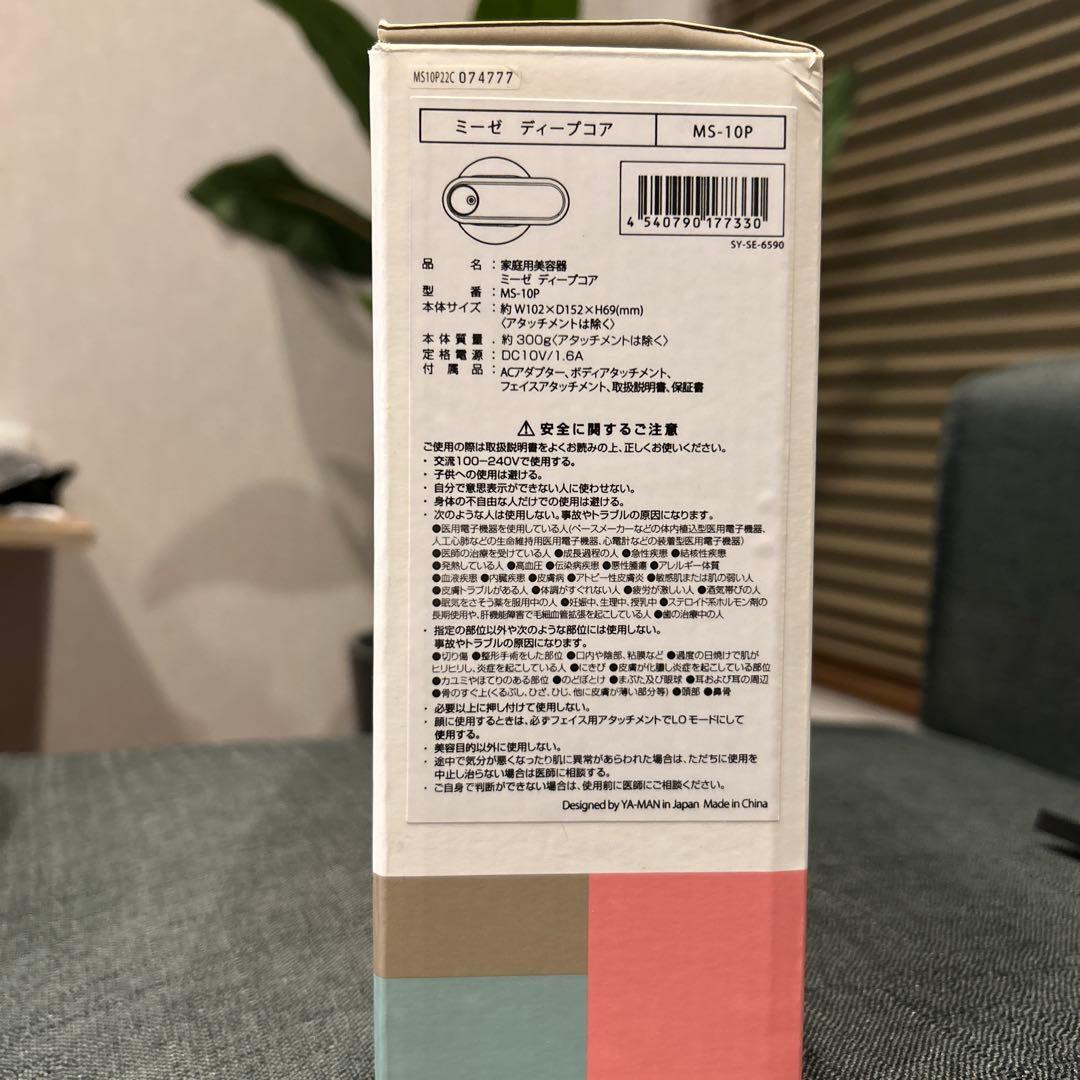 MS10P22C 074777
ミーゼ ディープコア MS-10P
4 540790 177330
SY-SE-6590
品名:家庭用美容器
ミーゼ ディープコア
型番:MS-10P
本体サイズ:約 W102×D152×H69(mm)
〈アタッチメントは除く〉
本体質量:約 300g〈アタッチメントは除く〉
定格電源:DC10V/1.6A
付属品:ACアダプター、ボディアタッチメント、
フェイスアタッチメント、取扱説明書、保証書
⚠安全に関するご注意
ご使用の際は取扱説明書をよくお読みの上、正しくお使いください。
・交流100−240Vで使用する。
・子供への使用は避ける。
・自分で意思表示ができない人に使わせない。
・身体の不自由な人だけでの使用は避ける。
・次のような人は使用しない。事故やトラブルの原因になります。
●医用電子機器を使用している人(ペースメーカーなどの体内植込型医用電子機器、
人工心肺などの生命維持用医用電子機器、心電計などの装着型医用電子機器)
●医師の治療を受けている人 ●成長過程の人 ●急性疾患 ●結核性疾患
●発熱している人 ●高血圧 ●伝染病疾患 ●悪性腫瘍 ●アレルギー体質
●血液疾患 ●内臓疾患 ●皮膚病 ●アトピー性皮膚炎 ●敏感肌または肌の弱い人
●皮膚トラブルがある人 ●体調がすぐれない人 ●疲労が激しい人 ●酒気帯びの人
●眠気をさそう薬を服用中の人 ●妊娠中、生理中、授乳中 ●ステロイド系ホルモン剤の
長期使用や、肝機能障害で毛細血管拡張を起こしている人 ●歯の治療中の人
・指定の部位以外や次のような部位には使用しない。
事故やトラブルの原因になります。
●切り傷 ●整形手術をした部位 ●口内や陰部、粘膜など ●過度の日焼けで肌が
ヒリヒリし、炎症を起こしている人 ●にきび ●皮膚が化膿し炎症を起こしている部位
●カユミやほてりのある部位 ●のどぼとけ ●まぶた及び眼球 ●耳および耳の周辺
●骨のすぐ上(くるぶし、ひざ、ひじ、他に皮膚が薄い部分等) ●頭部 ●鼻骨
・必要以上に押し付けて使用しない。
・顔に使用するときは、必ずフェイス用アタッチメントでLOモードにして
使用する。
・美容目的以外に使用しない。
・途中で気分が悪くなったり肌に異常があらわれた場合は、ただちに使用を
中止し治らない場合は医師に相談する。
・ご自身で判断ができない場合は、使用前に医師にご相談ください。
Designed by YA-MAN in Japan Made in China